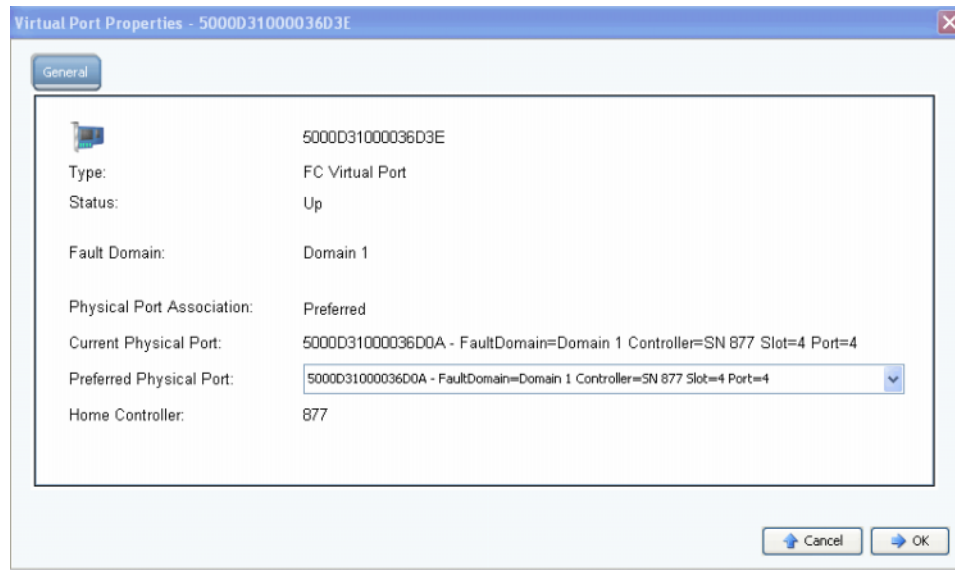 Virtual Port Properties - 5000D31000036D3E
General
5000D31000036D3E
Type: FC Virtual Port
Status: Up
Fault Domain: Domain 1
Physical Port Association: Preferred
Current Physical Port: 5000D31000036D0A - FaultDomain=Domain 1 Controller=SN 877 Slot=4 Port=4
Preferred Physical Port: 5000D31000036D0A - FaultDomain=Domain 1 Controller=SN 877 Slot=4 Port=4
Home Controller: 877
Cancel OK